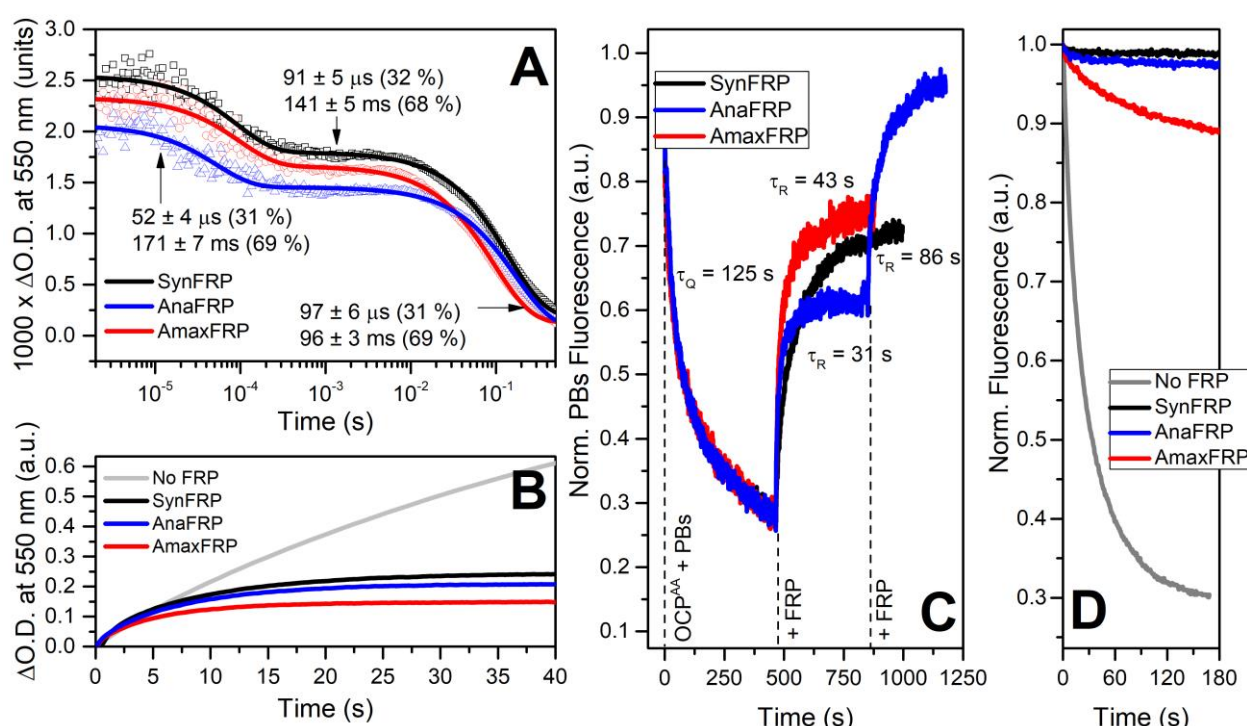 A
3.0
2.5
2.0
1.5
1.0
0.5
0.0
1000 x ΔO.D. at 550 nm (units)
91 ± 5 μs (32 %)
141 ± 5 ms (68 %)
52 ± 4 μs (31 %)
171 ± 7 ms (69 %)
SynFRP
AnaFRP
AmaxFRP
97 ± 6 μs (31 %)
96 ± 3 ms (69 %)
10⁻⁵ 10⁻⁴ 10⁻³ 10⁻² 10⁻¹
Time (s)
B
0.6
0.5
0.4
0.3
0.2
0.1
0.0
ΔO.D. at 550 nm (a.u.)
No FRP
SynFRP
AnaFRP
AmaxFRP
0 5 10 15 20 25 30 35 40
Time (s)
C
1.0
0.9
0.8
0.7
0.6
0.5
0.4
0.3
0.2
0.1
Norm. PBs Fluorescence (a.u.)
SynFRP
AnaFRP
AmaxFRP
τR = 43 s
τQ = 125 s
τR = 86 s
τR = 31 s
OCPᴬᴬ + PBs
+ FRP
+ FRP
0 250 500 750 1000 1250
Time (s)
D
1.0
0.9
0.8
0.7
0.6
0.5
0.4
0.3
Norm. Fluorescence (a.u.)
No FRP
SynFRP
AnaFRP
AmaxFRP
0 60 120 180
Time (s)